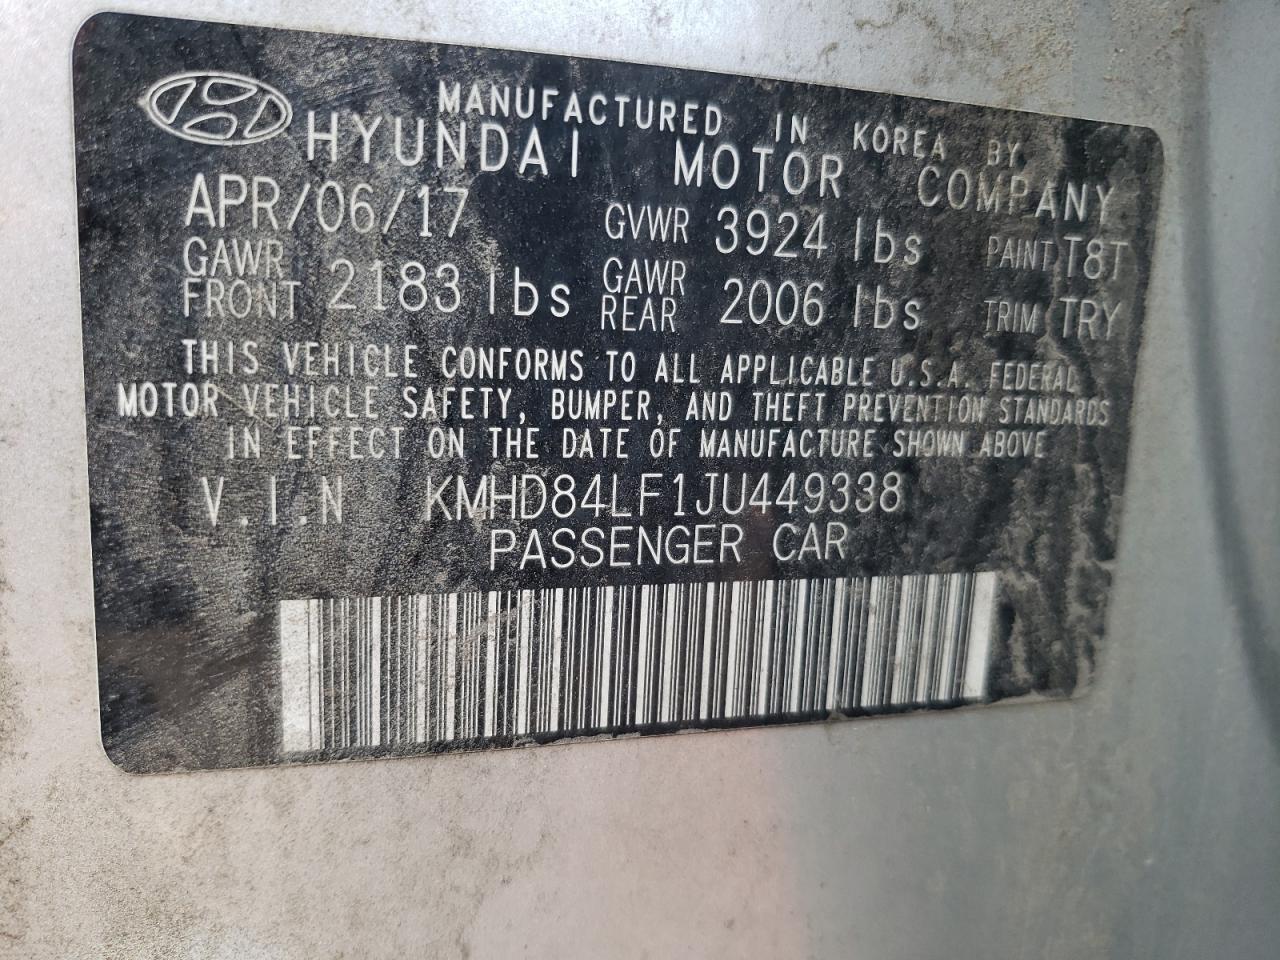 MANUFACTURED IN KOREA BY
HYUNDAI MOTOR COMPANY
APR/06/17 GVWR 3924 lbs PAINT T8T
GAWR FRONT 2183 lbs GAWR REAR 2006 lbs TRIM TRY
THIS VEHICLE CONFORMS TO ALL APPLICABLE U.S.A. FEDERAL
MOTOR VEHICLE SAFETY, BUMPER, AND THEFT PREVENTION STANDARDS
IN EFFECT ON THE DATE OF MANUFACTURE SHOWN ABOVE
V.I.N KMHD84LF1JU449338
PASSENGER CAR